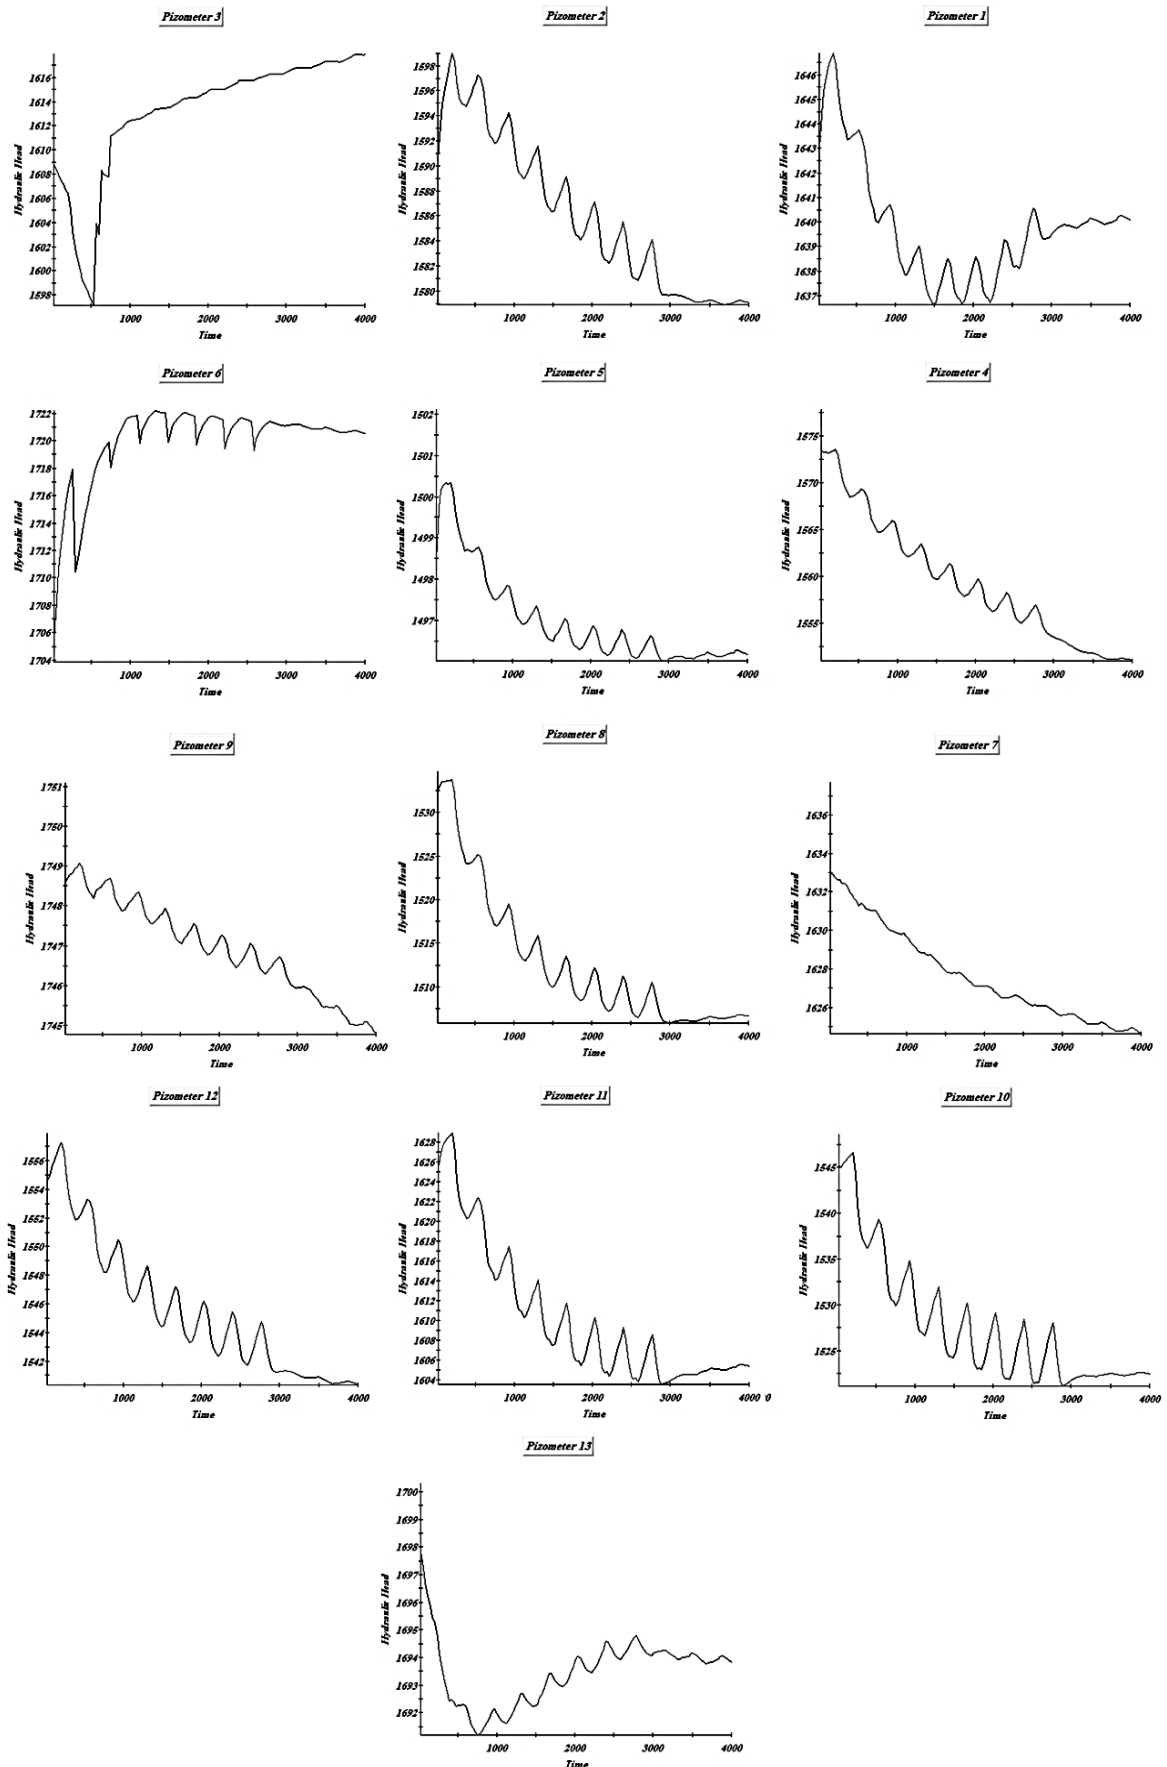 Pizometer 3
1616
1614
1612
1610
1608
1606
1604
1602
1600
1598
Hydraulic Head
1000 2000 3000 4000
Time
Pizometer 2
1598
1596
1594
1592
1590
1588
1586
1584
1582
1580
Hydraulic Head
1000 2000 3000 4000
Time
Pizometer 1
1646
1645
1644
1643
1642
1641
1640
1639
1638
1637
Hydraulic Head
1000 2000 3000 4000
Time
Pizometer 6
1722
1720
1718
1716
1714
1712
1710
1708
1706
1704
Hydraulic Head
1000 2000 3000 4000
Time
Pizometer 5
1502
1501
1500
1499
1498
1497
Hydraulic Head
1000 2000 3000 4000
Time
Pizometer 4
1575
1570
1565
1560
1555
Hydraulic Head
1000 2000 3000 4000
Time
Pizometer 9
1751
1750
1749
1748
1747
1746
1745
Hydraulic Head
1000 2000 3000 4000
Time
Pizometer 8
1530
1525
1520
1515
1510
Hydraulic Head
1000 2000 3000 4000
Time
Pizometer 7
1636
1634
1632
1630
1628
1626
Hydraulic Head
1000 2000 3000 4000
Time
Pizometer 12
1556
1554
1552
1550
1548
1546
1544
1542
Hydraulic Head
1000 2000 3000 4000
Time
Pizometer 11
1628
1626
1624
1622
1620
1618
1616
1614
1612
1610
1608
1606
1604
Hydraulic Head
1000 2000 3000 4000 0
Time
Pizometer 10
1545
1540
1535
1530
1525
Hydraulic Head
1000 2000 3000 4000
Time
Pizometer 13
1700
1699
1698
1697
1696
1695
1694
1693
1692
Hydraulic Head
1000 2000 3000 4000
Time